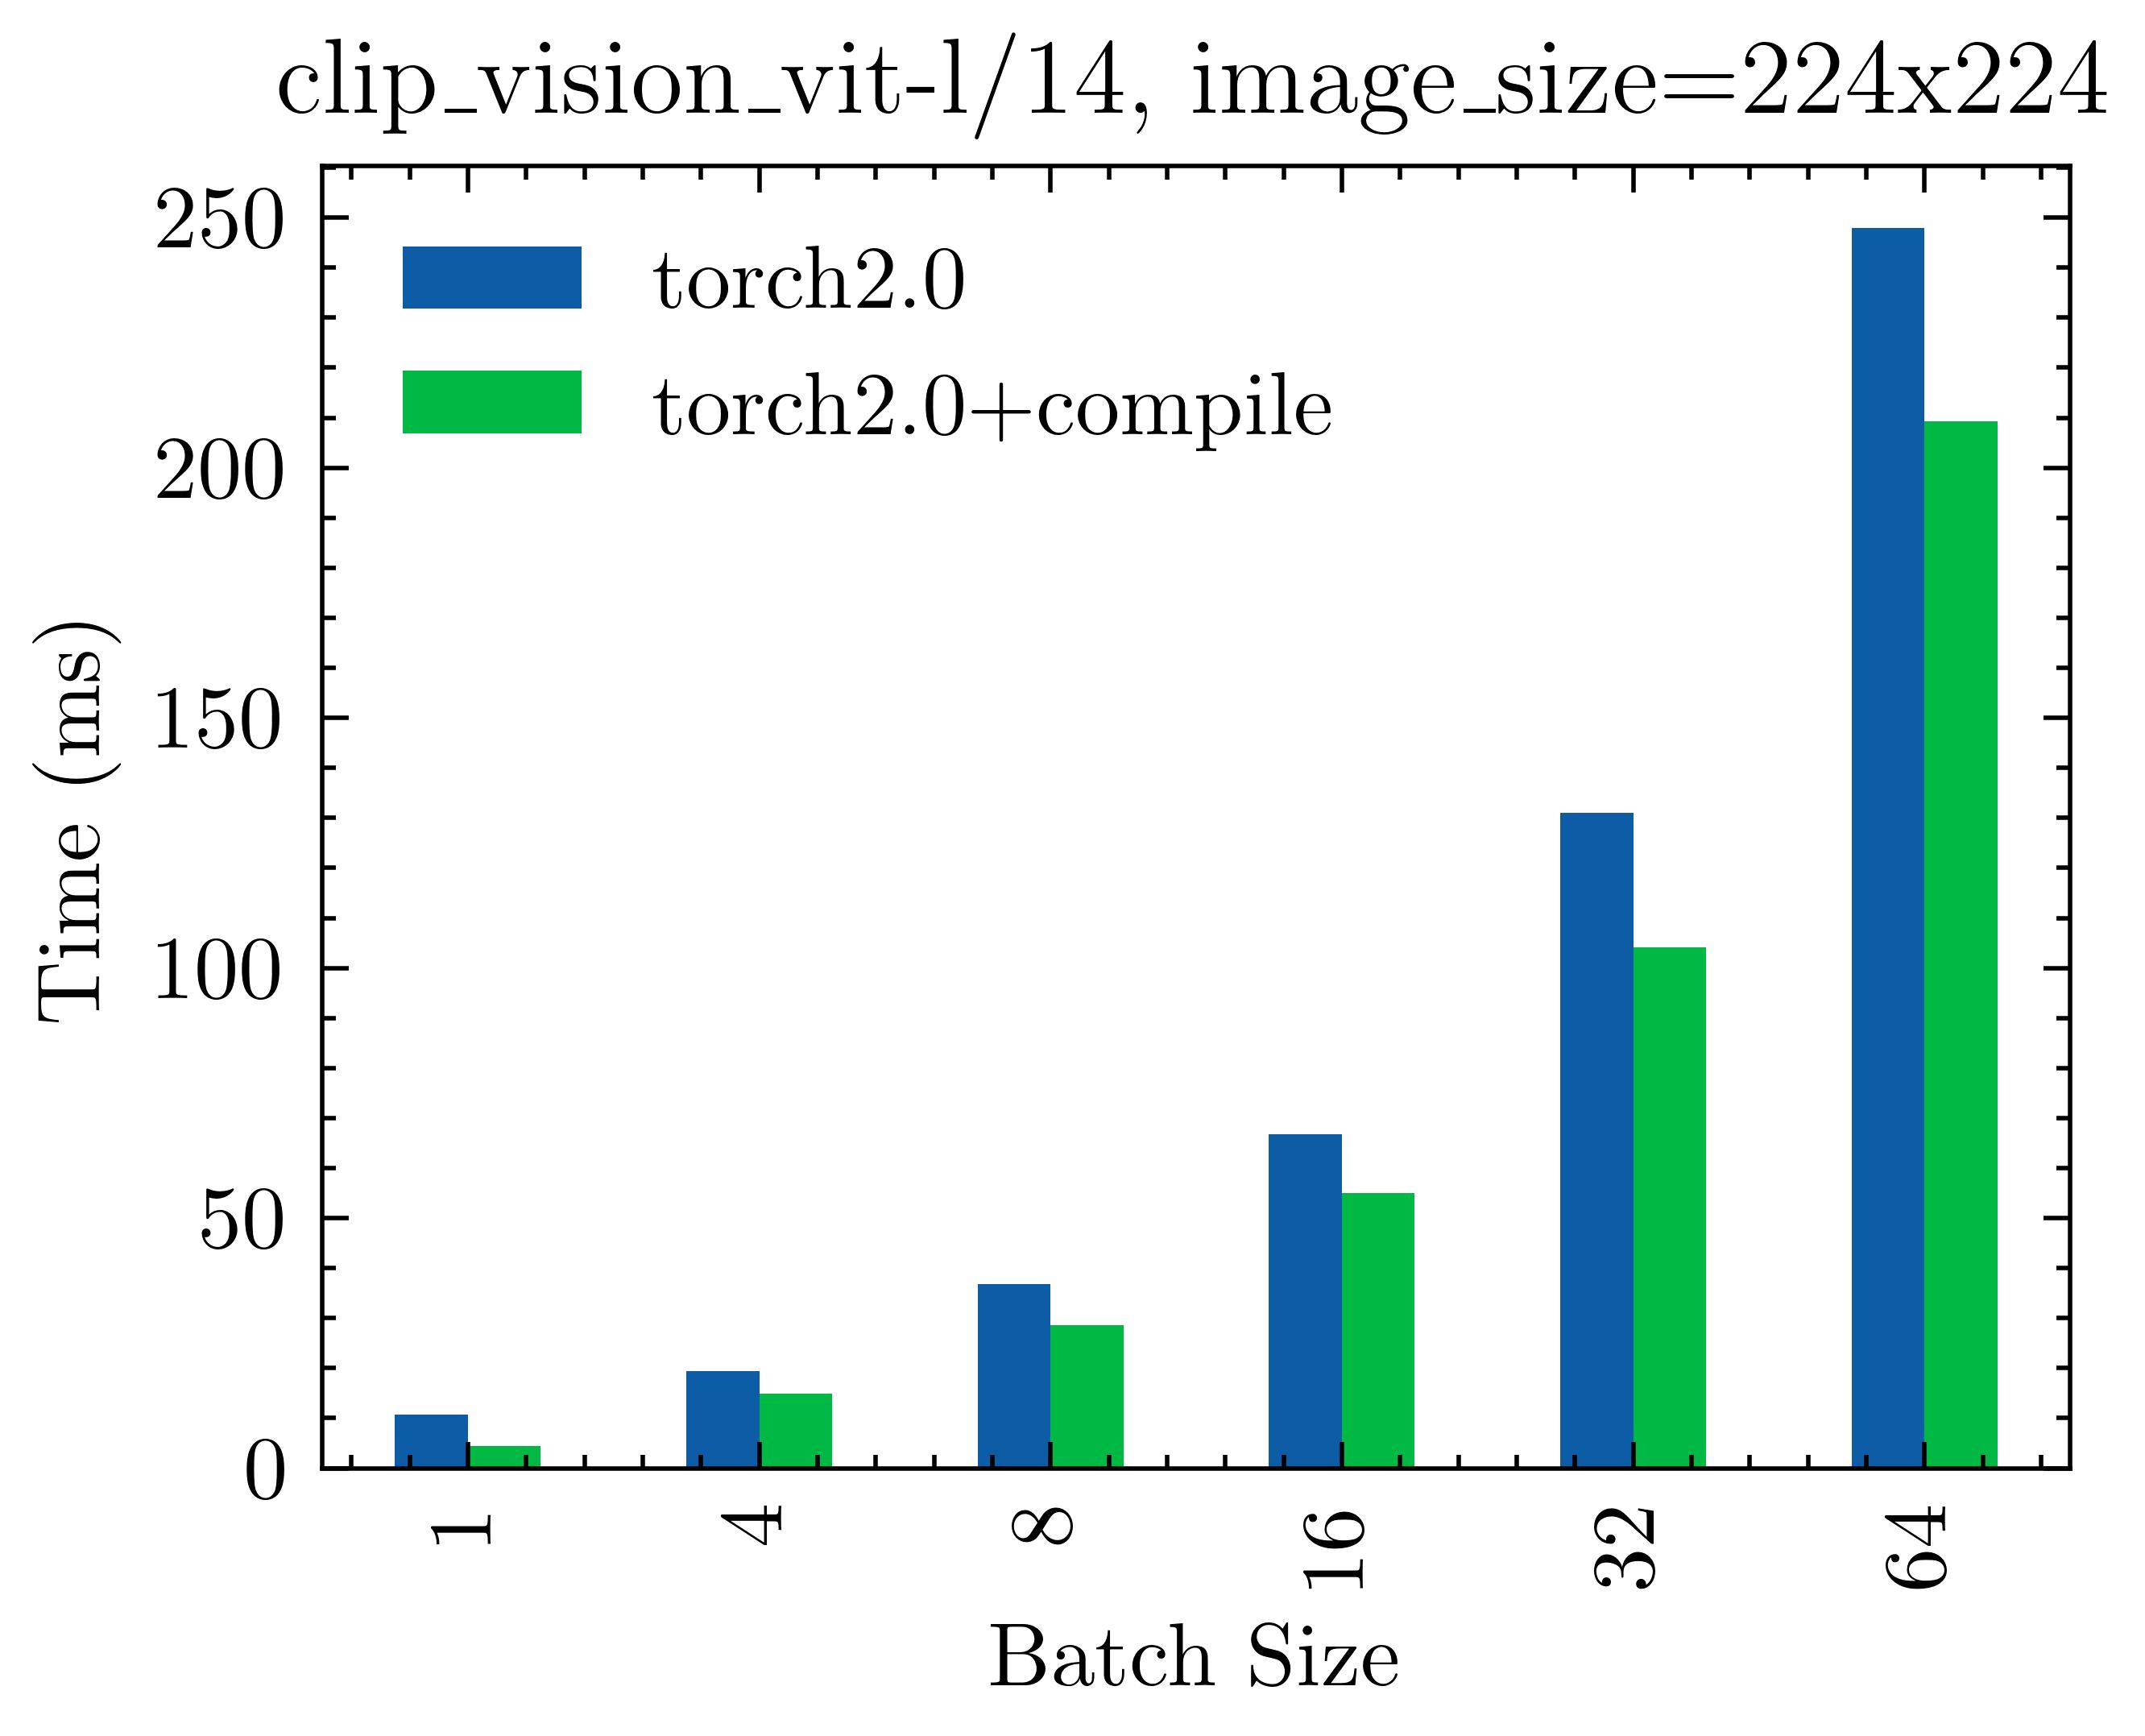 clip_vision_vit-l/14, image_size=224x224
torch2.0
torch2.0+compile
Time (ms)
250
200
150
100
50
0
1 4 8 16 32 64
Batch Size